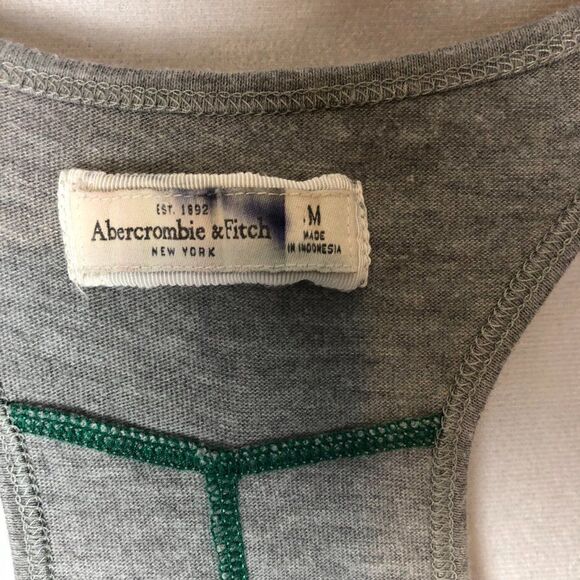 EST. 1892
Abercrombie & Fitch
NEW YORK
M
MADE
IN INDONESIA